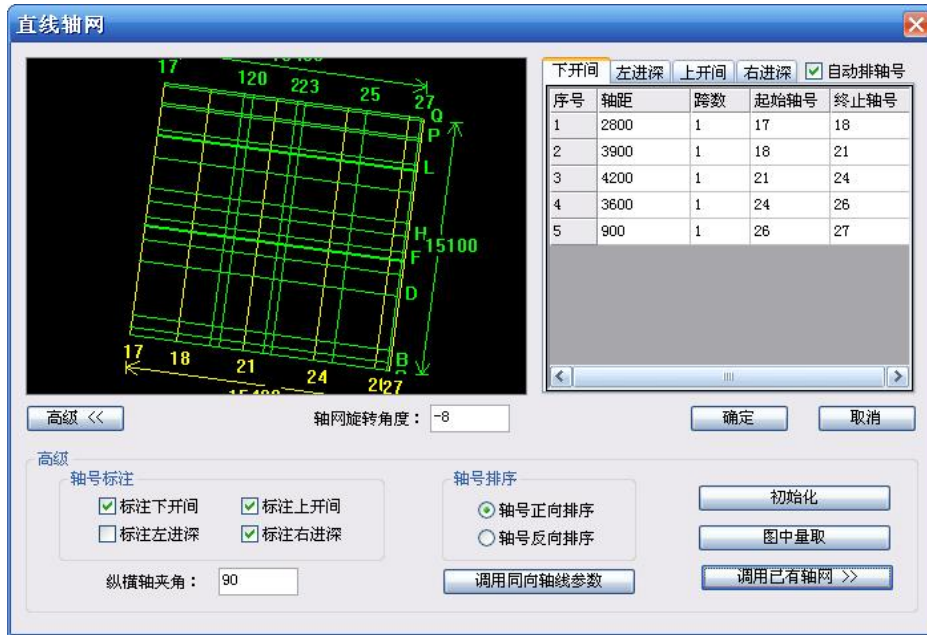 直线轴网
17
120
223
25
27
Q
P
L
H
15100
F
D
B
17
18
21
24
27
下开间 左进深 上开间 右进深 自动排轴号
序号 轴距 跨数 起始轴号 终止轴号
1 2800 1 17 18
2 3900 1 18 21
3 4200 1 21 24
4 3600 1 24 26
5 900 1 26 27
高级 <<
轴网旋转角度： -8
确定 取消
高级
轴号标注
标注下开间 标注上开间
标注左进深 标注右进深
纵横轴夹角： 90
轴号排序
轴号正向排序
轴号反向排序
调用同向轴线参数
初始化
图中量取
调用已有轴网 >>